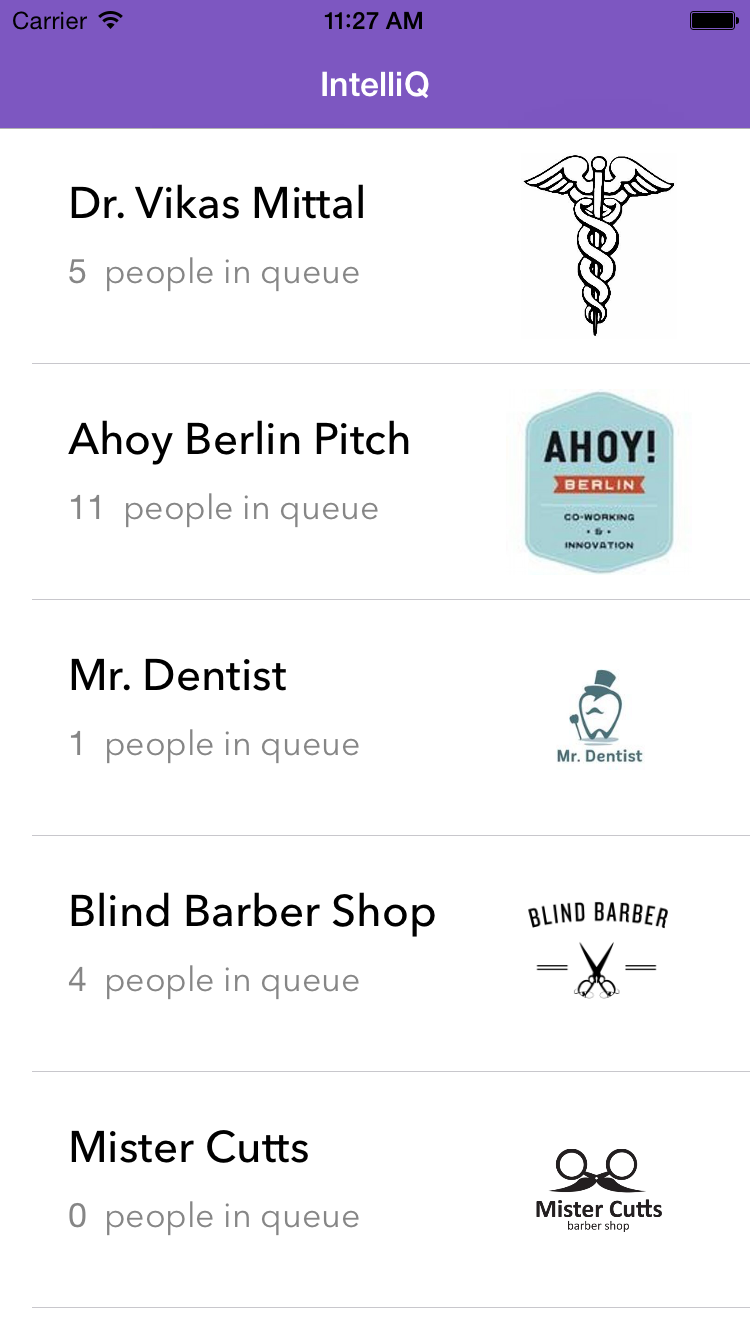 Carrier 11:27 AM
IntelliQ
Dr. Vikas Mittal
5 people in queue
Ahoy Berlin Pitch
11 people in queue
AHOY!
BERLIN
CO-WORKING
• & •
INNOVATION
Mr. Dentist
1 people in queue
Mr. Dentist
Blind Barber Shop
4 people in queue
BLIND BARBER
Mister Cutts
0 people in queue
Mister Cutts
barber shop